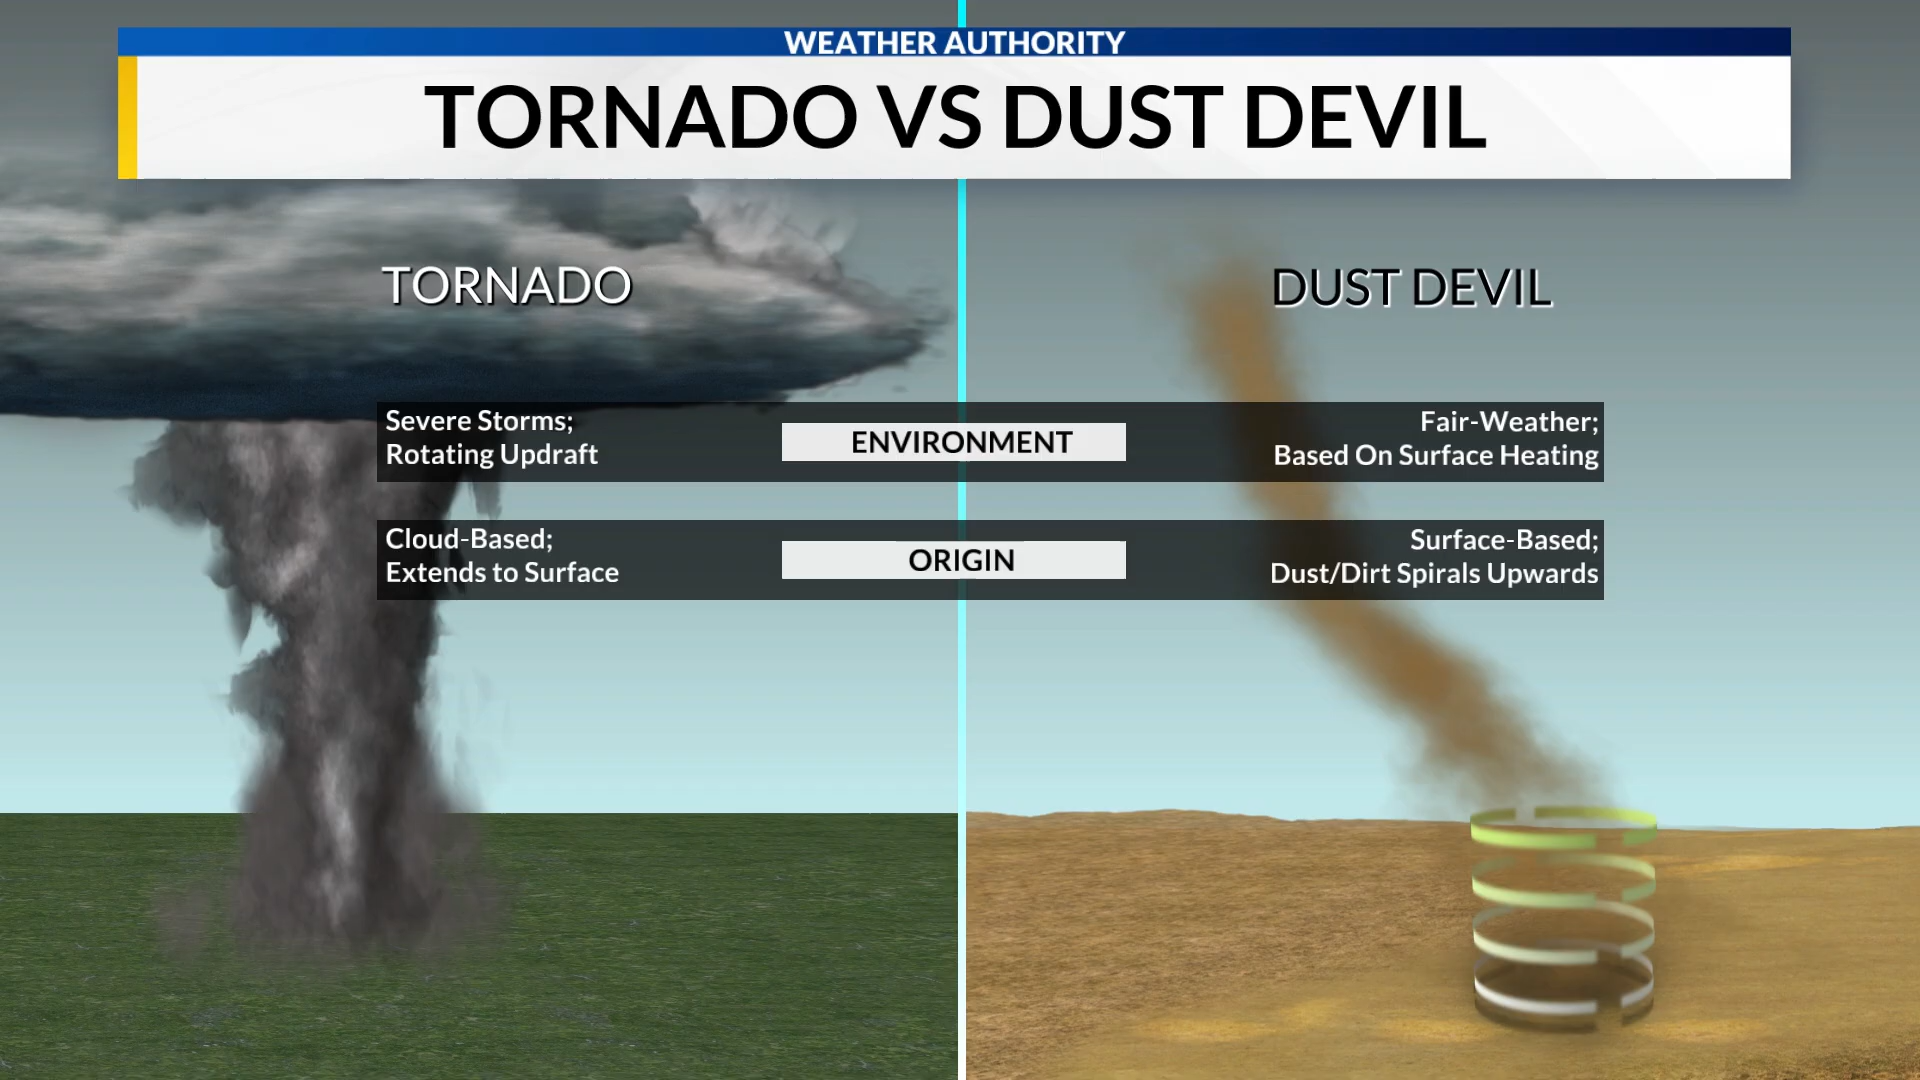 WEATHER AUTHORITY
TORNADO VS DUST DEVIL
TORNADO
DUST DEVIL
Severe Storms;
Rotating Updraft
ENVIRONMENT
Fair-Weather;
Based On Surface Heating
Cloud-Based;
Extends to Surface
ORIGIN
Surface-Based;
Dust/Dirt Spirals Upwards